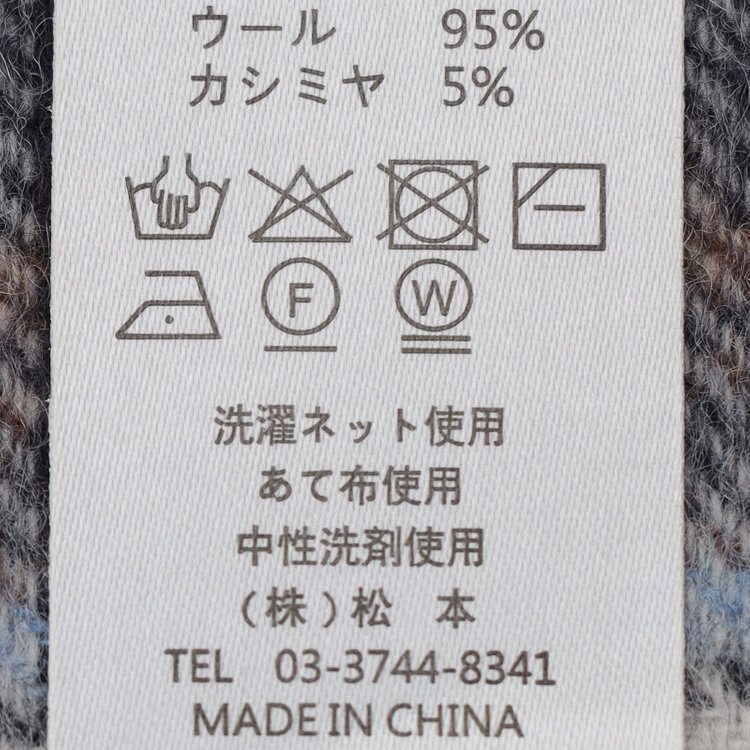 ウール 95%
カシミヤ 5%
F W
洗濯ネット使用
あて布使用
中性洗剤使用
（株）松 本
TEL 03-3744-8341
MADE IN CHINA